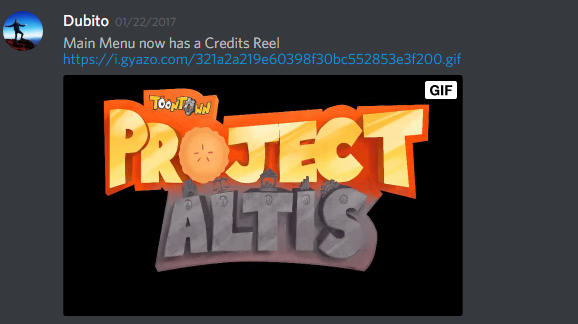 Dubito 01/22/2017
Main Menu now has a Credits Reel
https://i.gyazo.com/321a2a219e60398f30bc552853e3f200.gif
GIF
TOONTOWN
PROJECT
ALTIS